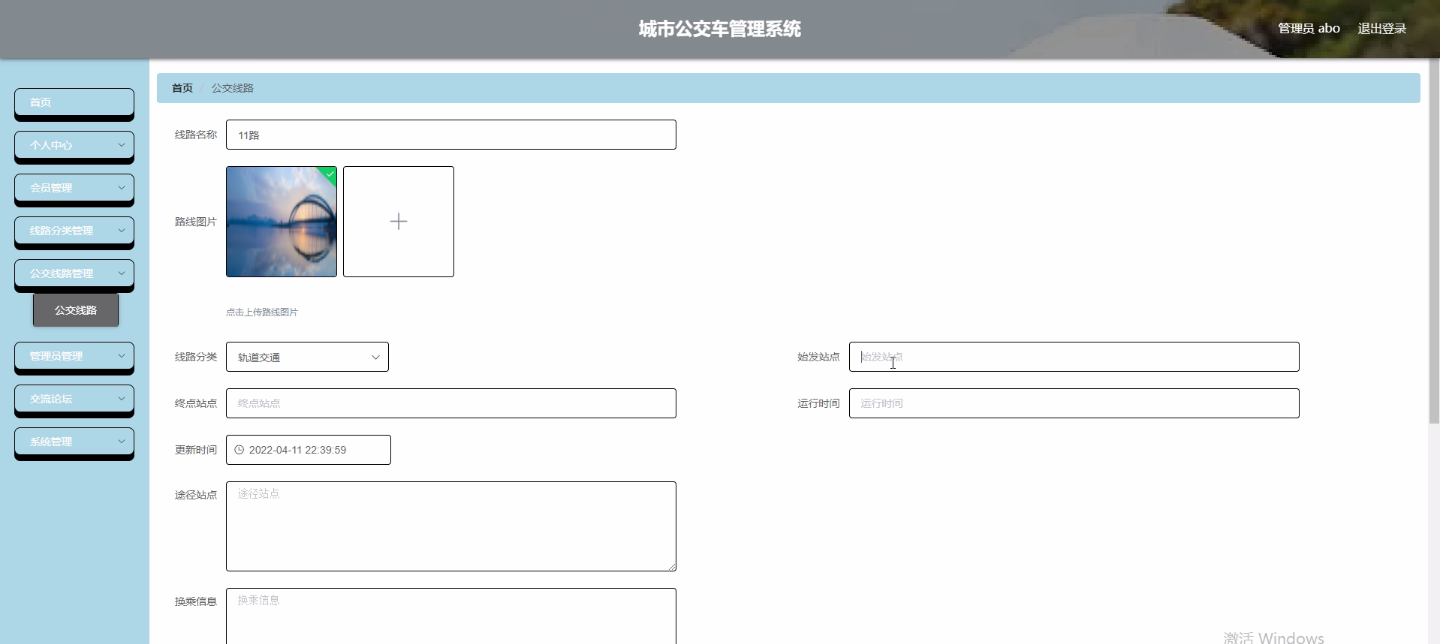 城市公交车管理系统
管理员 abo 退出登录
首页
个人中心
会员管理
线路分类管理
公交线路管理
公交线路
管理员管理
交流论坛
系统管理
首页 / 公交线路
线路名称 11路
路线图片
点击上传路线图片
线路分类 轨道交通 始发站点 始发站点
终点站点 终点站点 运行时间 运行时间
更新时间 2022-04-11 22:39:59
途径站点 途径站点
换乘信息 换乘信息
激活 Windows